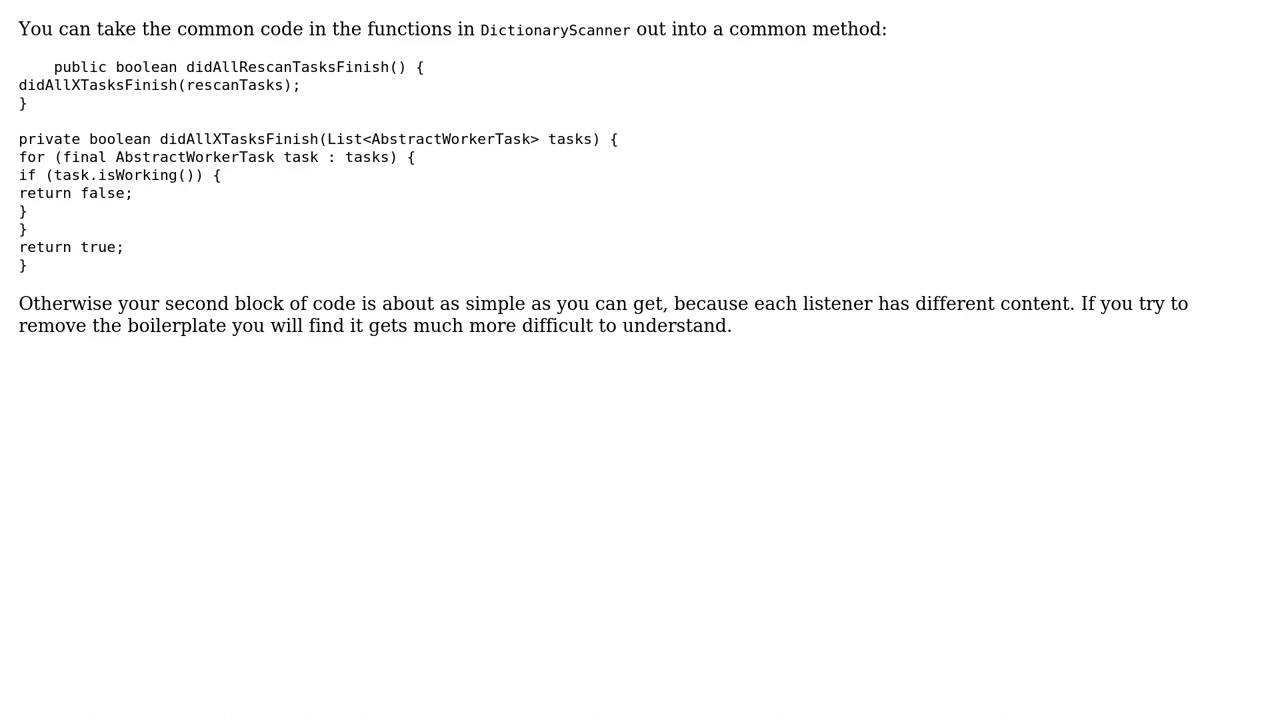 You can take the common code in the functions in DictionaryScanner out into a common method:
    public boolean didAllRescanTasksFinish() {
didAllXTasksFinish(rescanTasks);
}
private boolean didAllXTasksFinish(List<AbstractWorkerTask> tasks) {
for (final AbstractWorkerTask task : tasks) {
if (task.isWorking()) {
return false;
}
}
return true;
}
Otherwise your second block of code is about as simple as you can get, because each listener has different content. If you try to
remove the boilerplate you will find it gets much more difficult to understand.